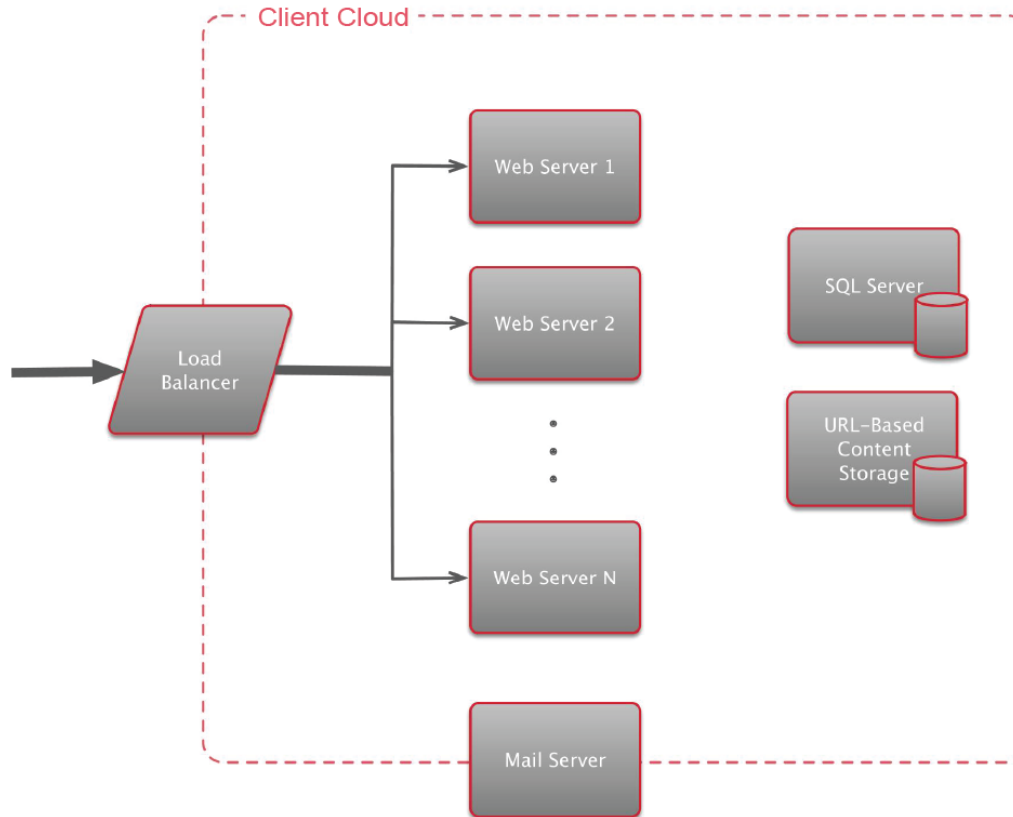 Client Cloud
Web Server 1
SQL Server
Web Server 2
Load
Balancer
URL-Based
Content
Storage
Web Server N
Mail Server